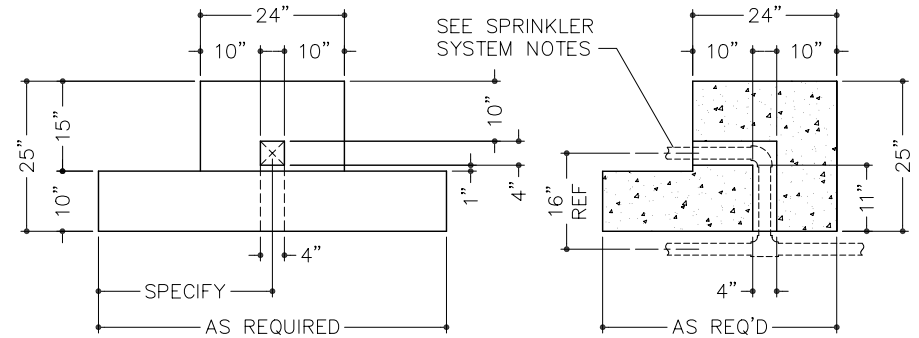 24”
10”
10”
25”
15”
10”
10”
1”
4”
4”
SPECIFY
AS REQUIRED
SEE SPRINKLER
SYSTEM NOTES
24”
10”
10”
16”
REF
11”
25”
4”
AS REQ’D